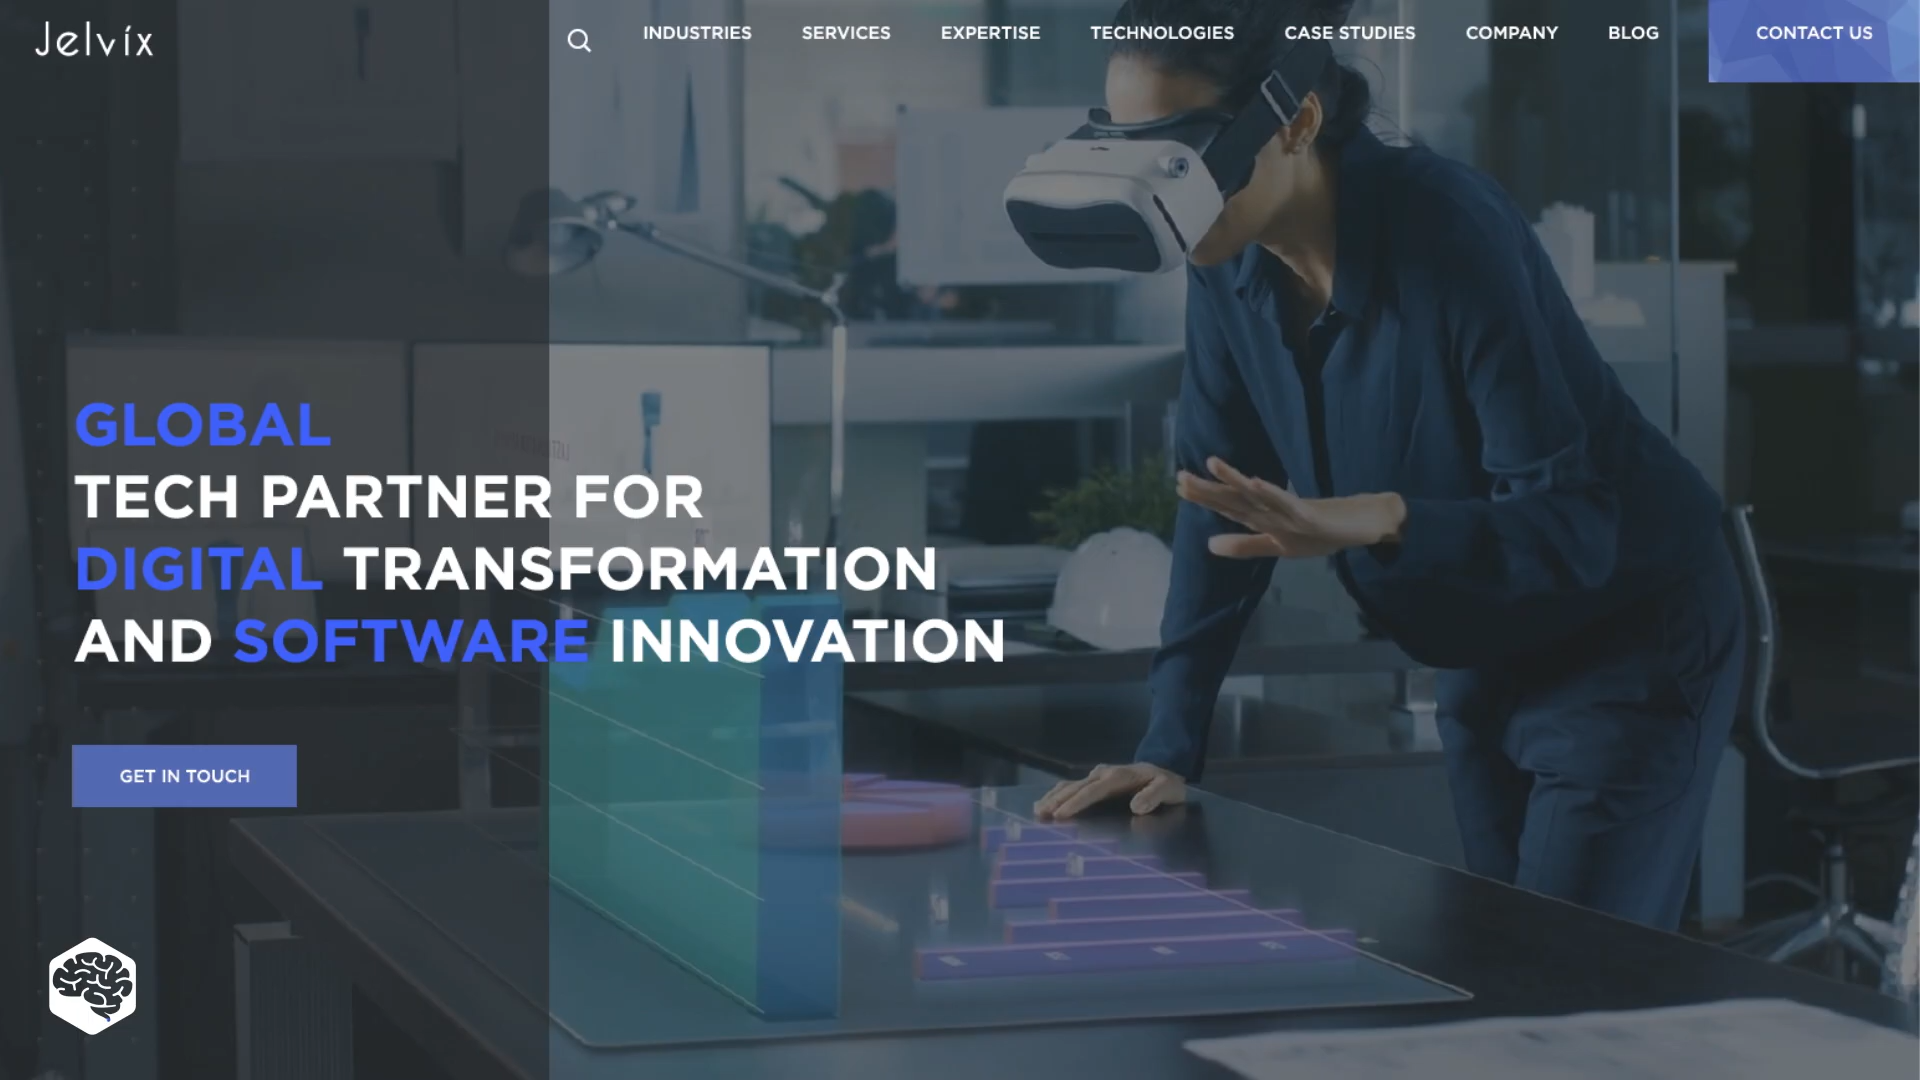 Jelvíx
INDUSTRIES
SERVICES
EXPERTISE
TECHNOLOGIES
CASE STUDIES
COMPANY
BLOG
CONTACT US
GLOBAL
TECH PARTNER FOR
DIGITAL TRANSFORMATION
AND SOFTWARE INNOVATION
GET IN TOUCH